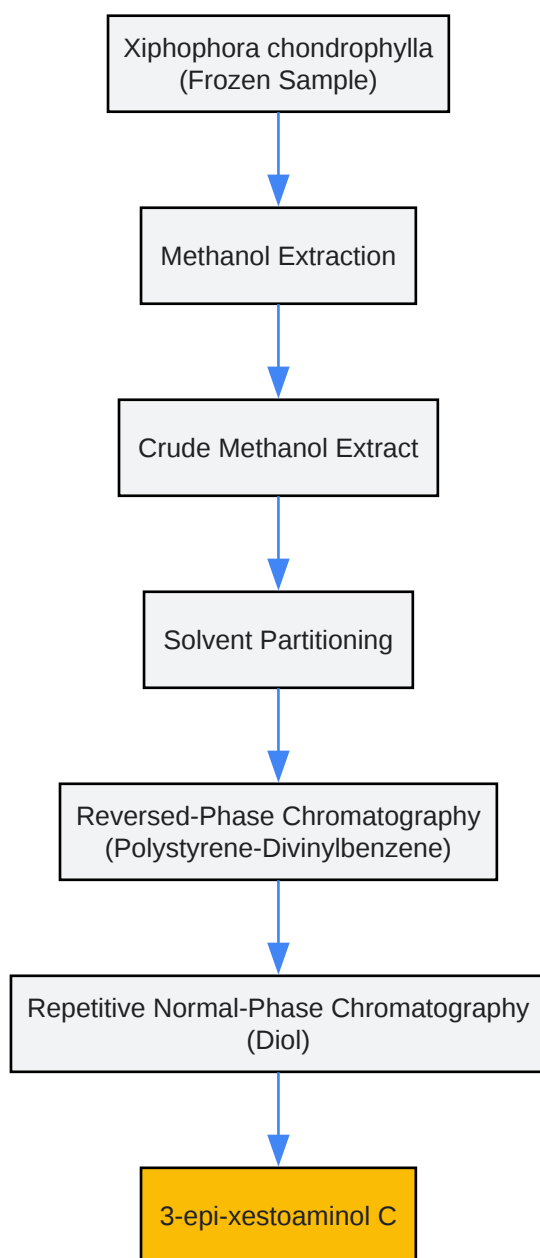 Xiphophora chondrophylla
(Frozen Sample)
Methanol Extraction
Crude Methanol Extract
Solvent Partitioning
Reversed-Phase Chromatography
(Polystyrene-Divinylbenzene)
Repetitive Normal-Phase Chromatography
(Diol)
3-epi-xestoaminol C